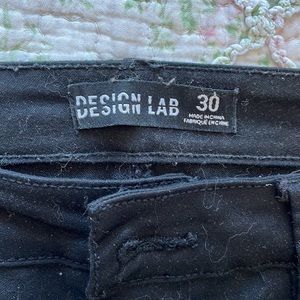 DESIGN LAB 30
MADE IN CHINA
FABRIQUÉ EN CHINE